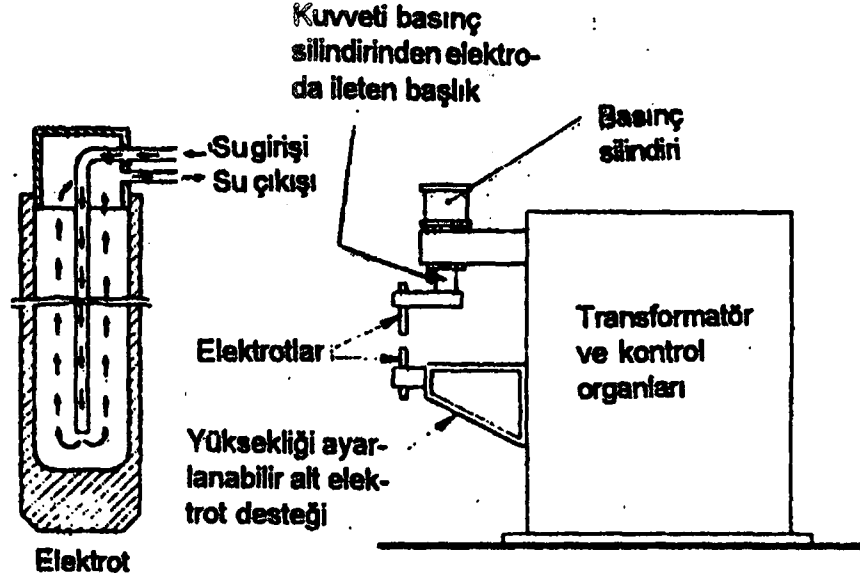 Kuvveti basınç
silindirinden elektro-
da ileten başlık
Basınç
silindiri
Su girişi
Su çıkışı
Elektrotlar
Transformatör
ve kontrol
organları
Yüksekliği ayar-
lanabilir alt elek-
trot desteği
Elektrot